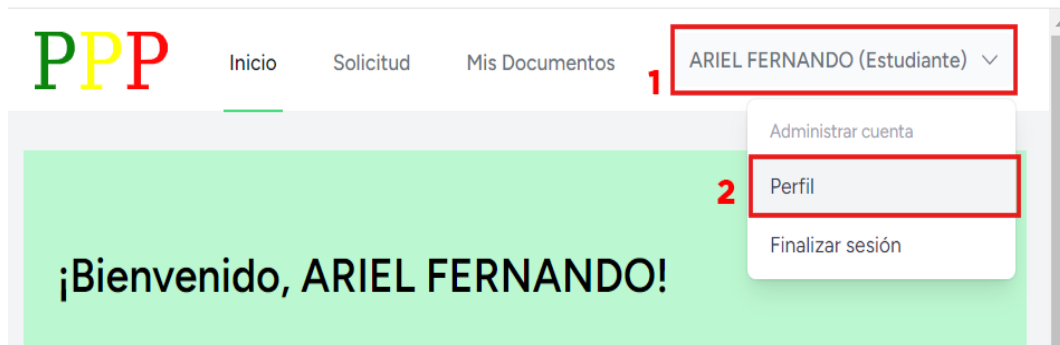 PPP
Inicio
Solicitud
Mis Documentos
1
ARIEL FERNANDO (Estudiante)
Administrar cuenta
2
Perfil
Finalizar sesión
¡Bienvenido, ARIEL FERNANDO!